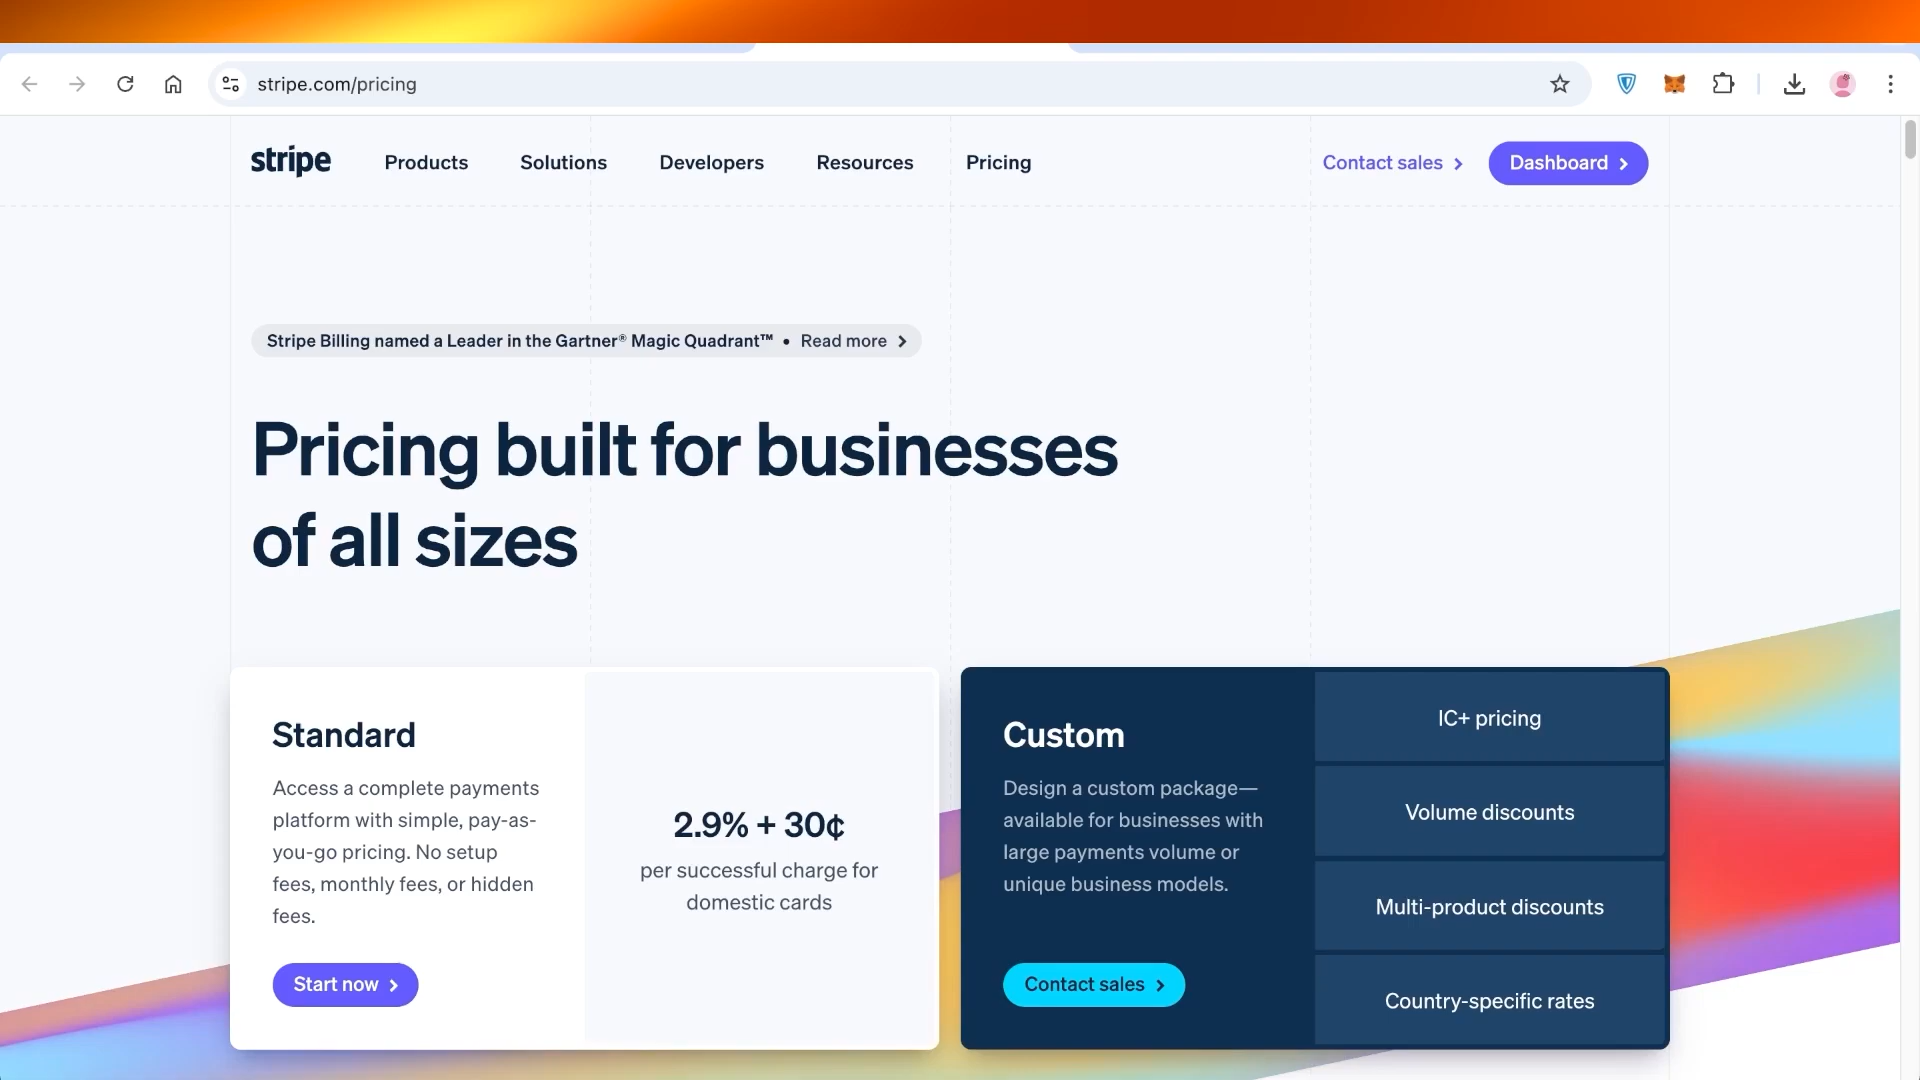 stripe.com/pricing
stripe
Products
Solutions
Developers
Resources
Pricing
Contact sales
Dashboard
Stripe Billing named a Leader in the Gartner® Magic Quadrant™ • Read more
Pricing built for businesses
of all sizes
Standard
Access a complete payments
platform with simple, pay-as-
you-go pricing. No setup
fees, monthly fees, or hidden
fees.
Start now
2.9% + 30¢
per successful charge for
domestic cards
Custom
Design a custom package—
available for businesses with
large payments volume or
unique business models.
Contact sales
IC+ pricing
Volume discounts
Multi-product discounts
Country-specific rates